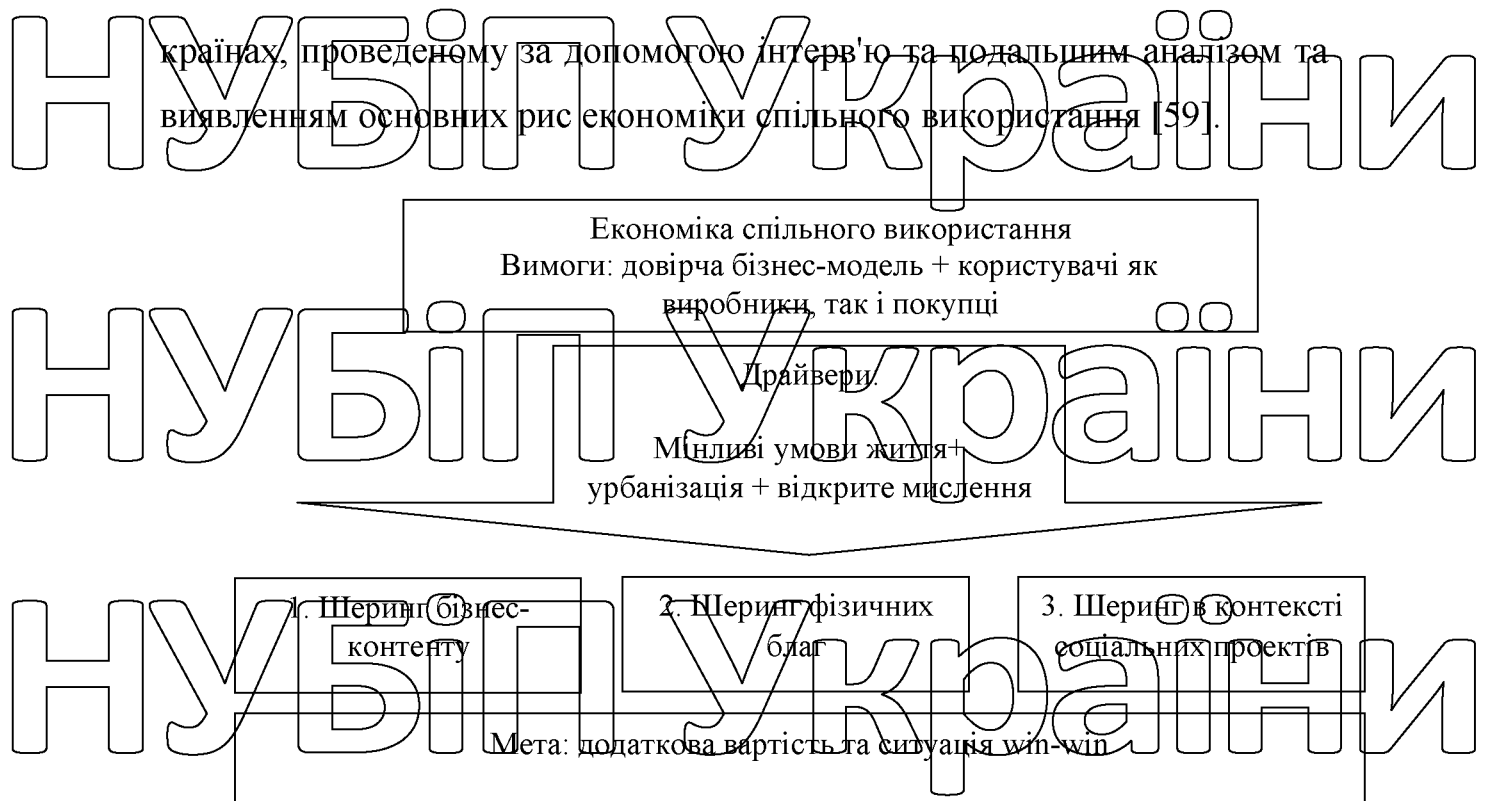 НУБіП України
країнах, проведеному за допомогою інтерв'ю та подальшим аналізом та
виявленням основних рис економіки спільного використання [59].
Економіка спільного використання
Вимоги: довірча бізнес-модель + користувачі як
виробники, так і покупці
НУБіП України
Драйвери:
Мінливі умови життя+
урбанізація + відкрите мислення
НУБіП України
1. Шеринг бізнес-
контенту
2. Шеринг фізичних
благ
3. Шеринг в контексті
соціальних проектів
Мета: додаткова вартість та ситуація win-win